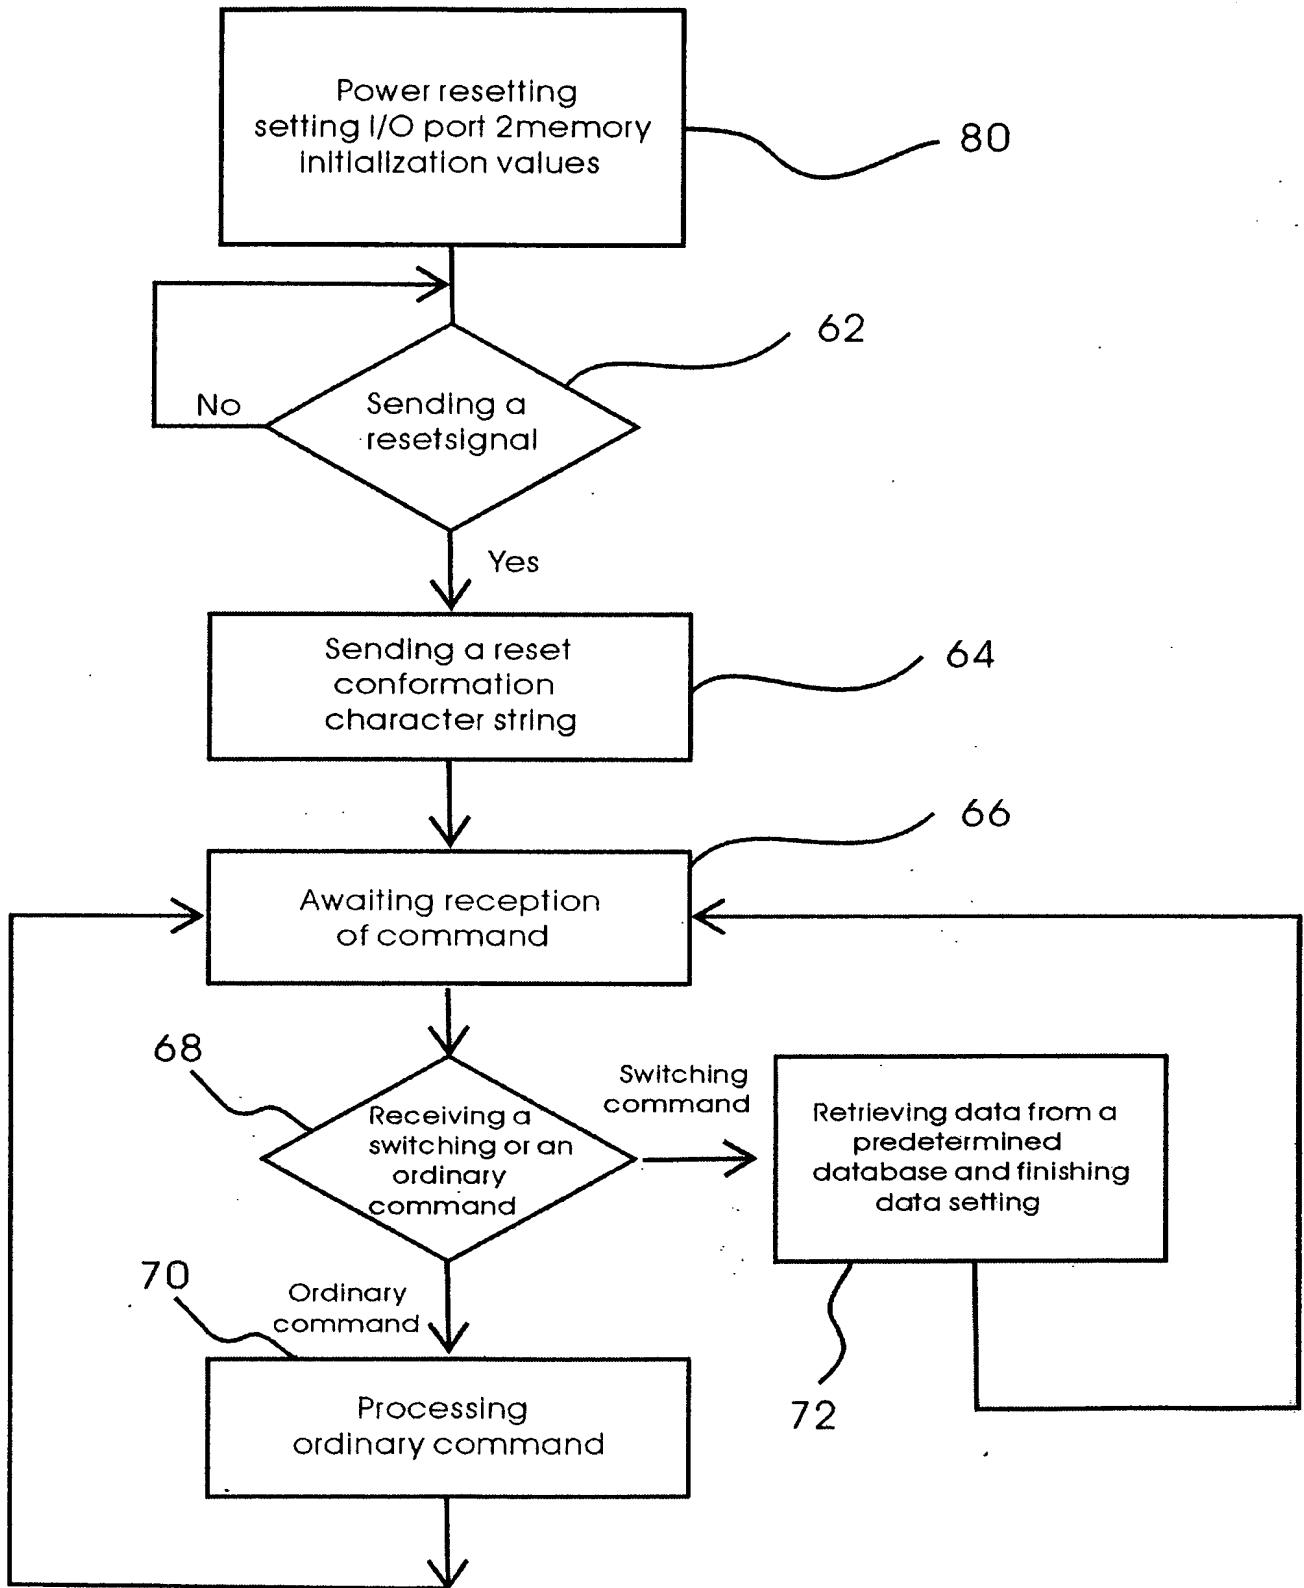 Power resetting
setting I/O port 2memory
initialization values
80
62
No
Sending a
resetsignal
Yes
Sending a reset
conformation
character string
64
66
Awaiting reception
of command
68
Switching
command
Receiving a
switching or an
ordinary
command
Retrieving data from a
predetermined
database and finishing
data setting
70
Ordinary
command
72
Processing
ordinary command